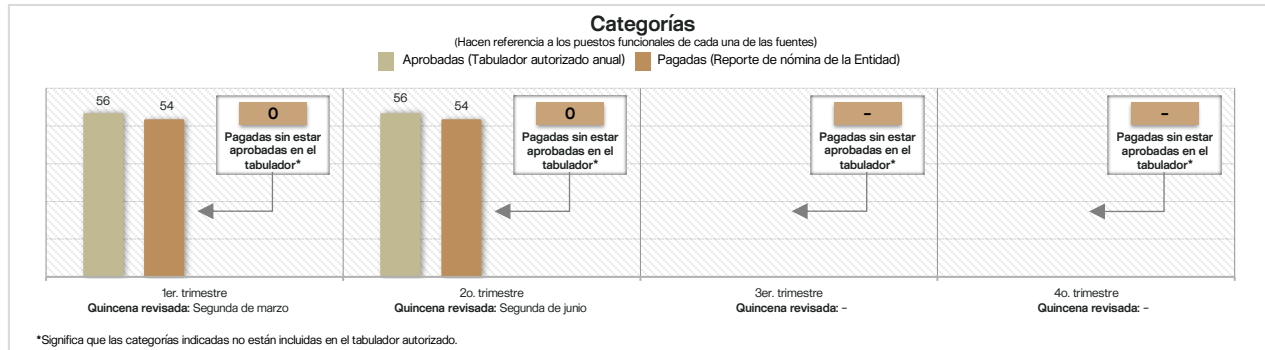 Categorías
(Hacen referencia a los puestos funcionales de cada una de las fuentes)
Aprobadas (Tabulador autorizado anual) Pagadas (Reporte de nómina de la Entidad)
56
54
0
Pagadas sin estar
aprobadas en el
tabulador*
56
54
0
Pagadas sin estar
aprobadas en el
tabulador*
-
Pagadas sin estar
aprobadas en el
tabulador*
-
Pagadas sin estar
aprobadas en el
tabulador*
1er. trimestre
Quincena revisada: Segunda de marzo
2o. trimestre
Quincena revisada: Segunda de junio
3er. trimestre
Quincena revisada: -
4o. trimestre
Quincena revisada: -
*Significa que las categorías indicadas no están incluidas en el tabulador autorizado.